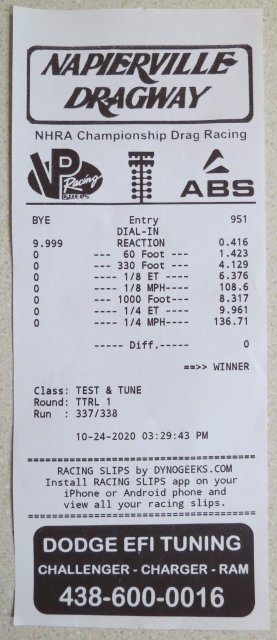 NAPIERVILLE
DRAGWAY
NHRA Championship Drag Racing
VP Racing FUELS ABS
BYE Entry 951
DIAL-IN
9.999 REACTION 0.416
0 --- 60 Foot --- 1.423
0 --- 330 Foot --- 4.129
0 ---- 1/8 ET ---- 6.376
0 ---- 1/8 MPH---- 108.6
0 --- 1000 Foot--- 8.317
0 ---- 1/4 ET ---- 9.961
0 ---- 1/4 MPH---- 136.71
----- Diff.----- 0
==>> WINNER
Class: TEST & TUNE
Round: TTRL 1
Run : 337/338
10-24-2020 03:29:43 PM
RACING SLIPS by DYNOGEEKS.COM
Install RACING SLIPS app on your
iPhone or Android phone and
view all your racing slips.
DODGE EFI TUNING
CHALLENGER - CHARGER - RAM
438-600-0016